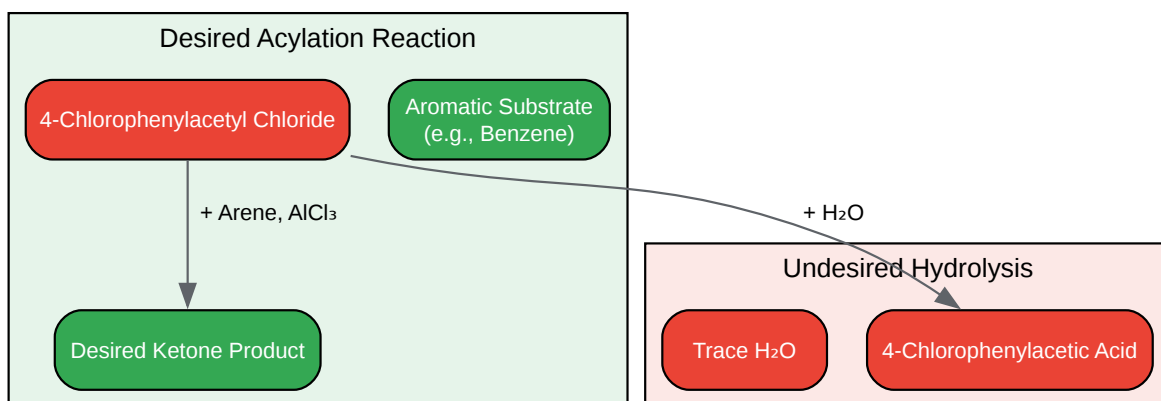 Desired Acylation Reaction
4-Chlorophenylacetyl Chloride
Aromatic Substrate
(e.g., Benzene)
+ Arene, AlCl₃
+ H₂O
Undesired Hydrolysis
Desired Ketone Product
Trace H₂O
4-Chlorophenylacetic Acid